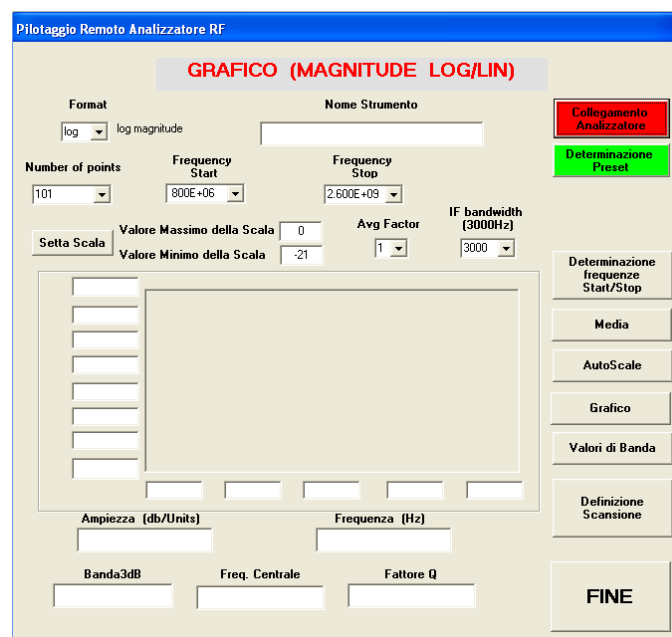 Pilotaggio Remoto Analizzatore RF
GRAFICO (MAGNITUDE LOG/LIN)
Format
log
log magnitude
Nome Strumento
Collegamento
Analizzatore
Determinazione
Preset
Number of points
101
Frequency
Start
800E+06
Frequency
Stop
2.600E+09
Setta Scala
Valore Massimo della Scala
0
Valore Minimo della Scala
-21
Avg Factor
1
IF bandwidth
(3000Hz)
3000
Determinazione
frequenze
Start/Stop
Media
AutoScale
Grafico
Valori di Banda
Definizione
Scansione
FINE
Ampiezza (db/Units)
Frequenza (Hz)
Banda3dB
Freq. Centrale
Fattore Q